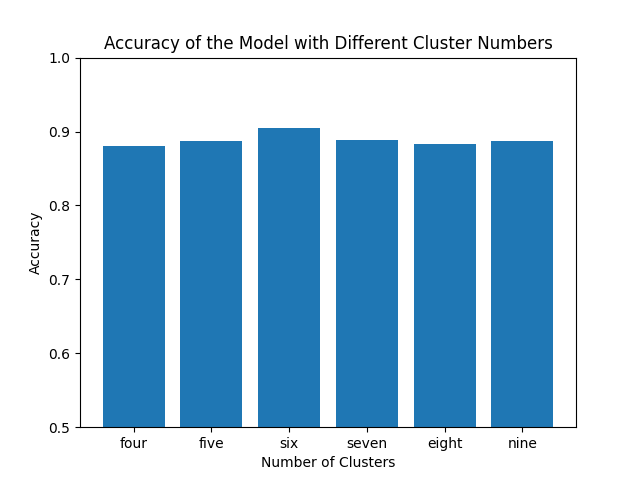 Accuracy of the Model with Different Cluster Numbers
1.0
0.9
0.8
0.7
0.6
0.5
Accuracy
four five six seven eight nine
Number of Clusters